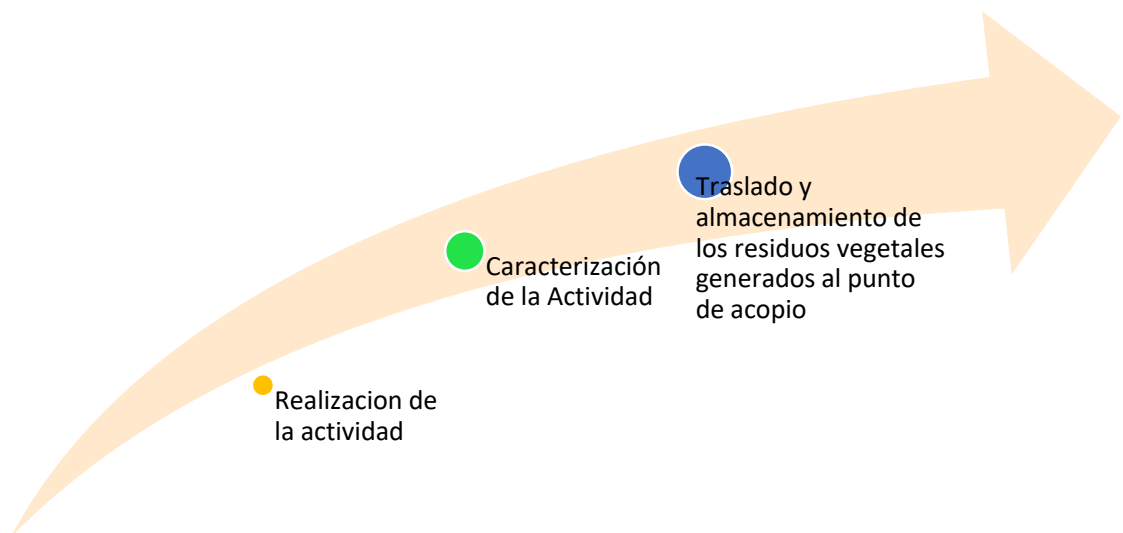 Realizacion de
la actividad
Caracterización
de la Actividad
Traslado y
almacenamiento de
los residuos vegetales
generados al punto
de acopio